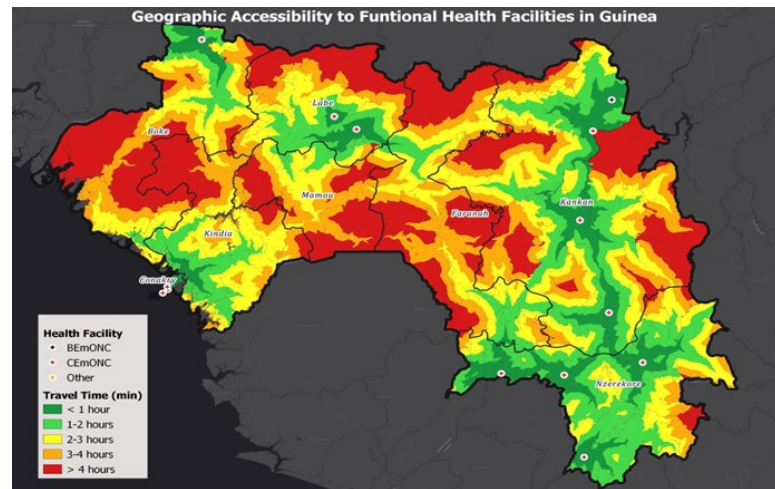 Geographic Accessibility to Funtional Health Facilities in Guinea
Labe
Boke
Mamou
Kankan
Faranah
Kindia
Conakry
Nzerekore
Health Facility
BEmONC
CEmONC
Other
Travel Time (min)
< 1 hour
1-2 hours
2-3 hours
3-4 hours
> 4 hours